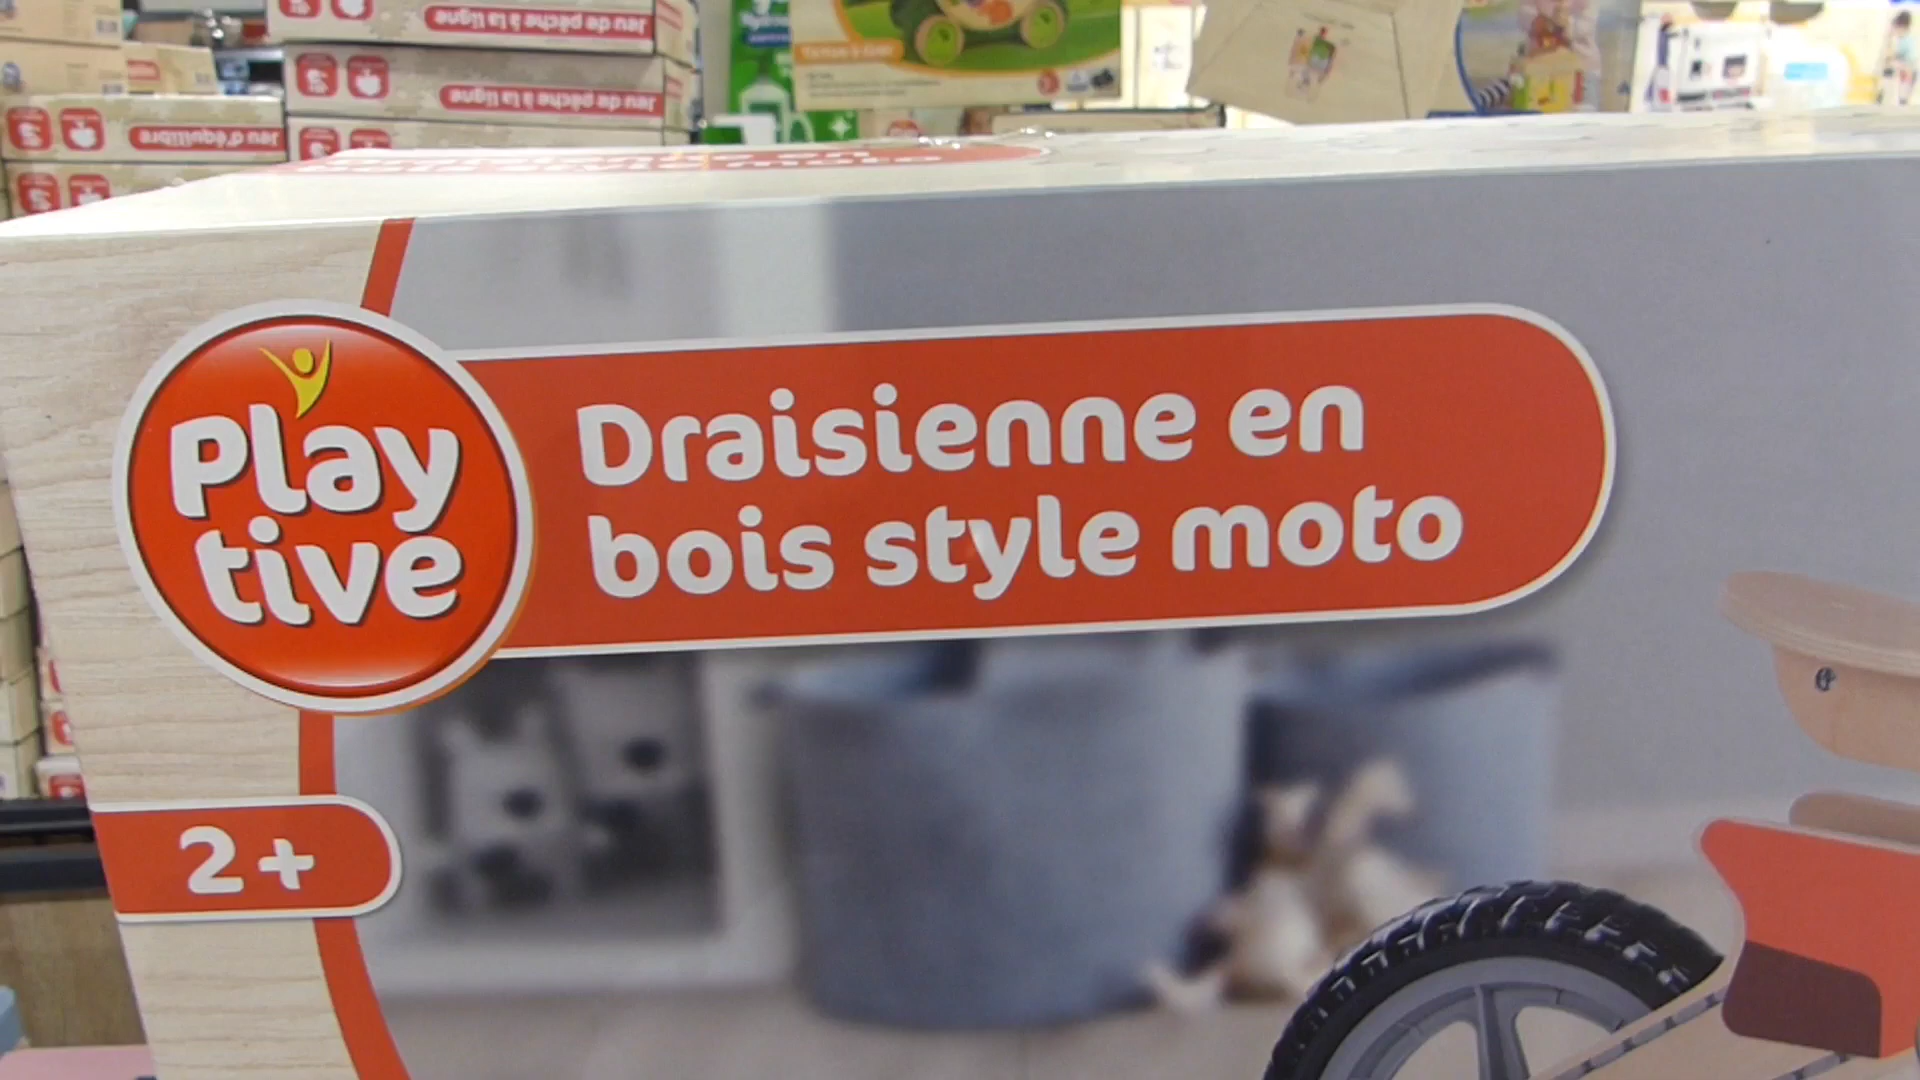 Jeu de pêche à la ligne
Jeu de pêche à la ligne
Jeu d'équilibre
Play
tive
Draisienne en
bois style moto
2+